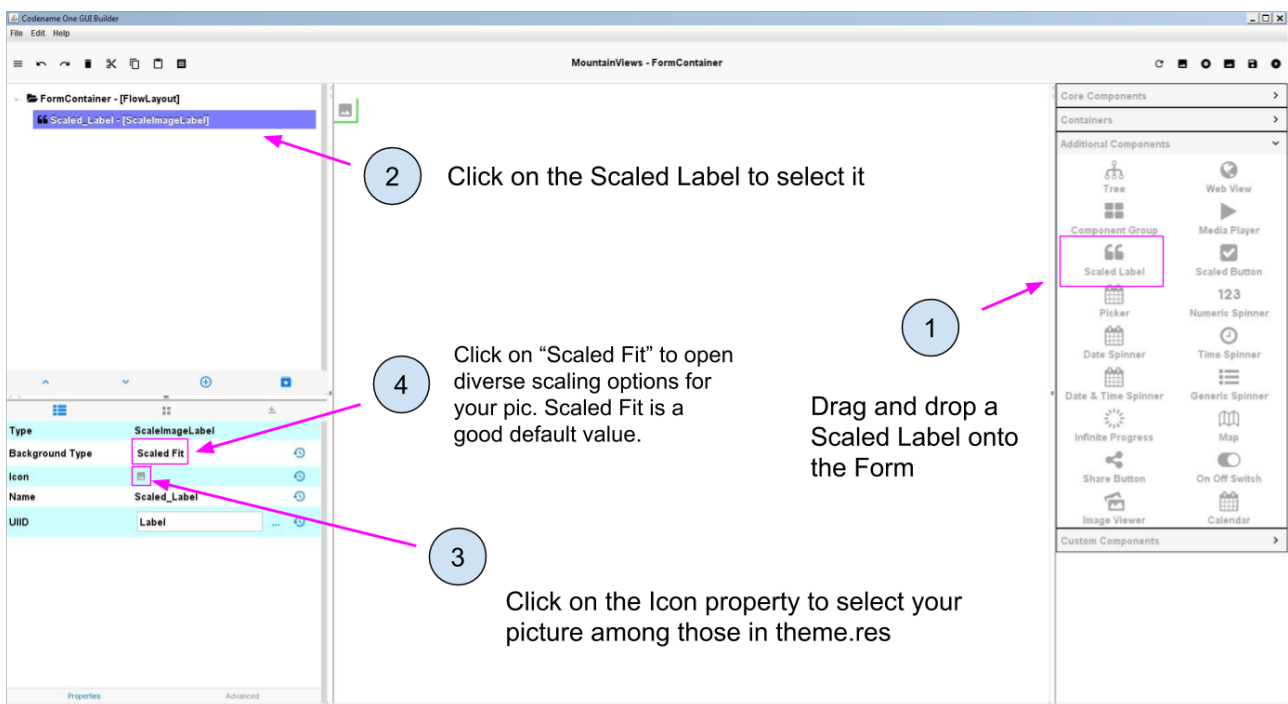 Codename One GUI Builder
File Edit Help
MountainViews - FormContainer
FormContainer - [FlowLayout]
Scaled_Label - [ScaleImageLabel]
2
Click on the Scaled Label to select it
Core Components
Containers
Additional Components
Tree
Web View
Component Group
Media Player
Scaled Label
Scaled Button
Picker
123
Numeric Spinner
Date Spinner
Time Spinner
Date & Time Spinner
Generic Spinner
Infinite Progress
Map
Share Button
On Off Switch
Image Viewer
Calendar
Custom Components
1
Drag and drop a
Scaled Label onto
the Form
4
Click on “Scaled Fit” to open
diverse scaling options for
your pic. Scaled Fit is a
good default value.
Type ScaleImageLabel
Background Type Scaled Fit
Icon
Name Scaled_Label
UIID Label ...
3
Click on the Icon property to select your
picture among those in theme.res
Properties Advanced